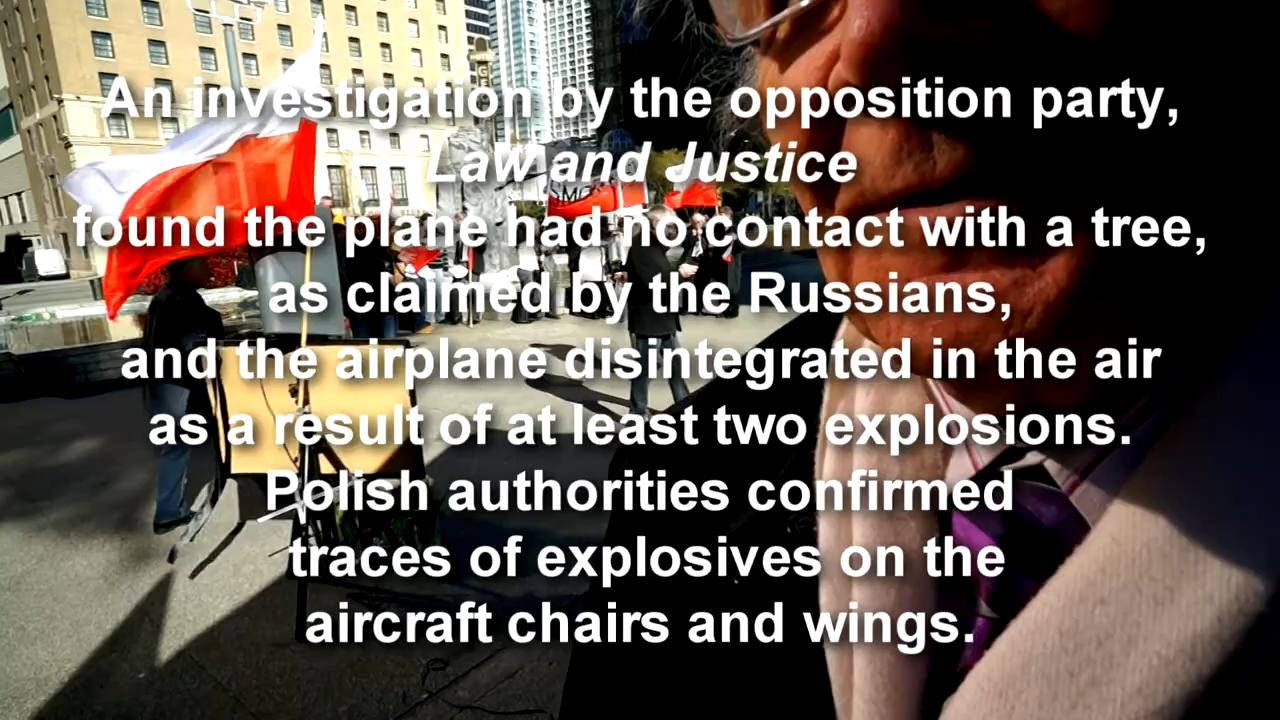 An investigation by the opposition party,
Law and Justice
found the plane had no contact with a tree,
as claimed by the Russians,
and the airplane disintegrated in the air
as a result of at least two explosions.
Polish authorities confirmed
traces of explosives on the
aircraft chairs and wings.